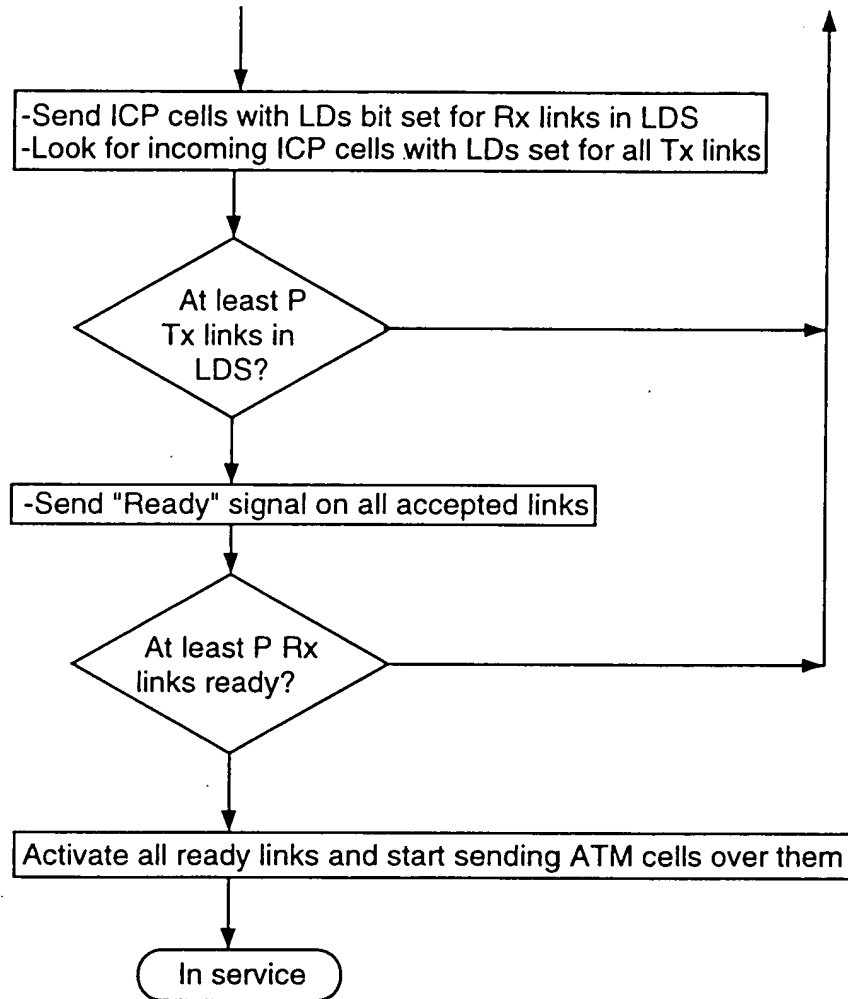 -Send ICP cells with LDs bit set for Rx links in LDS
-Look for incoming ICP cells with LDs set for all Tx links
At least P
Tx links in
LDS?
-Send "Ready" signal on all accepted links
At least P Rx
links ready?
Activate all ready links and start sending ATM cells over them
In service